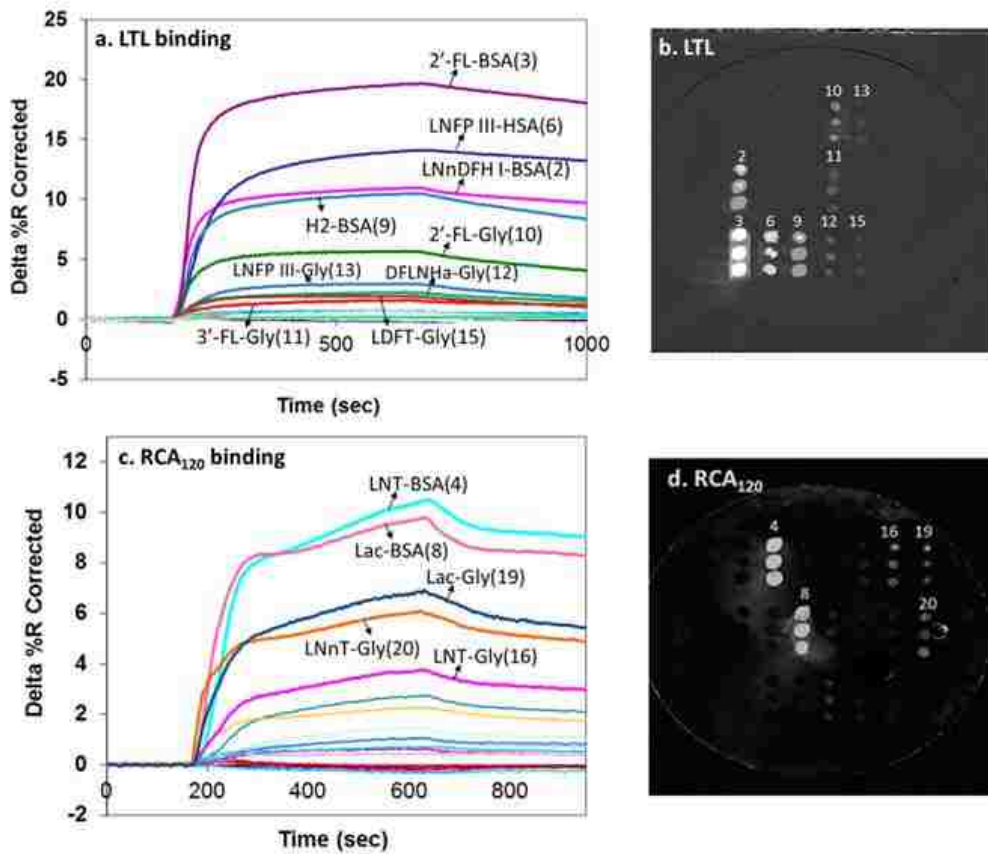 a. LTL binding
25
20
15
10
5
0
-5
0
500
1000
Delta %R Corrected
Time (sec)
2'-FL-BSA(3)
LNFP III-HSA(6)
LNnDFH I-BSA(2)
H2-BSA(9)
2'-FL-Gly(10)
LNFP III-Gly(13)
DFLNHa-Gly(12)
3'-FL-Gly(11)
LDFT-Gly(15)
b. LTL
10 13
2
11
3 6 9 12 15
c. RCA120 binding
12
10
8
6
4
2
0
-2
0
200
400
600
800
Delta %R Corrected
Time (sec)
LNT-BSA(4)
Lac-BSA(8)
Lac-Gly(19)
LNnT-Gly(20)
LNT-Gly(16)
d. RCA120
4
16 19
8
20